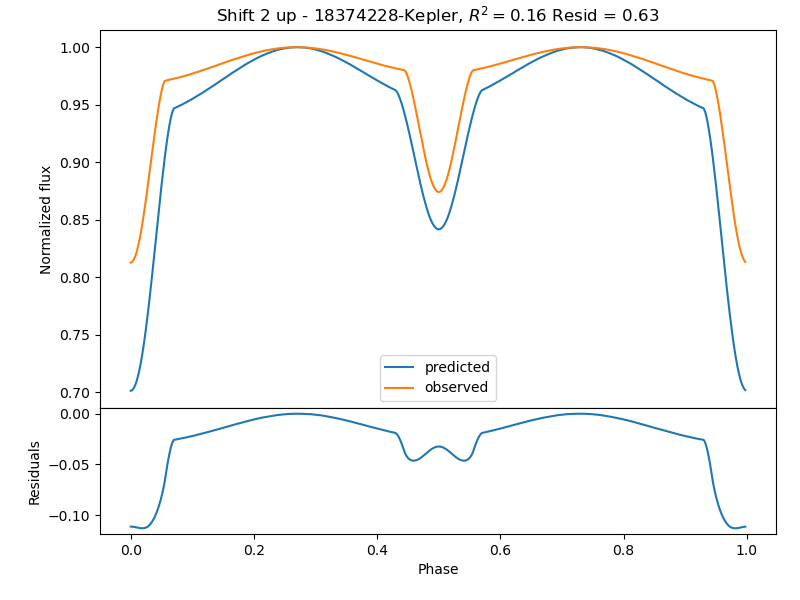 Shift 2 up - 18374228-Kepler, $R^2 = 0.16$ Resid = 0.63
1.00
0.95
0.90
0.85
0.80
0.75
0.70
Normalized flux
predicted
observed
0.00
−0.05
−0.10
Residuals
0.0 0.2 0.4 0.6 0.8 1.0
Phase